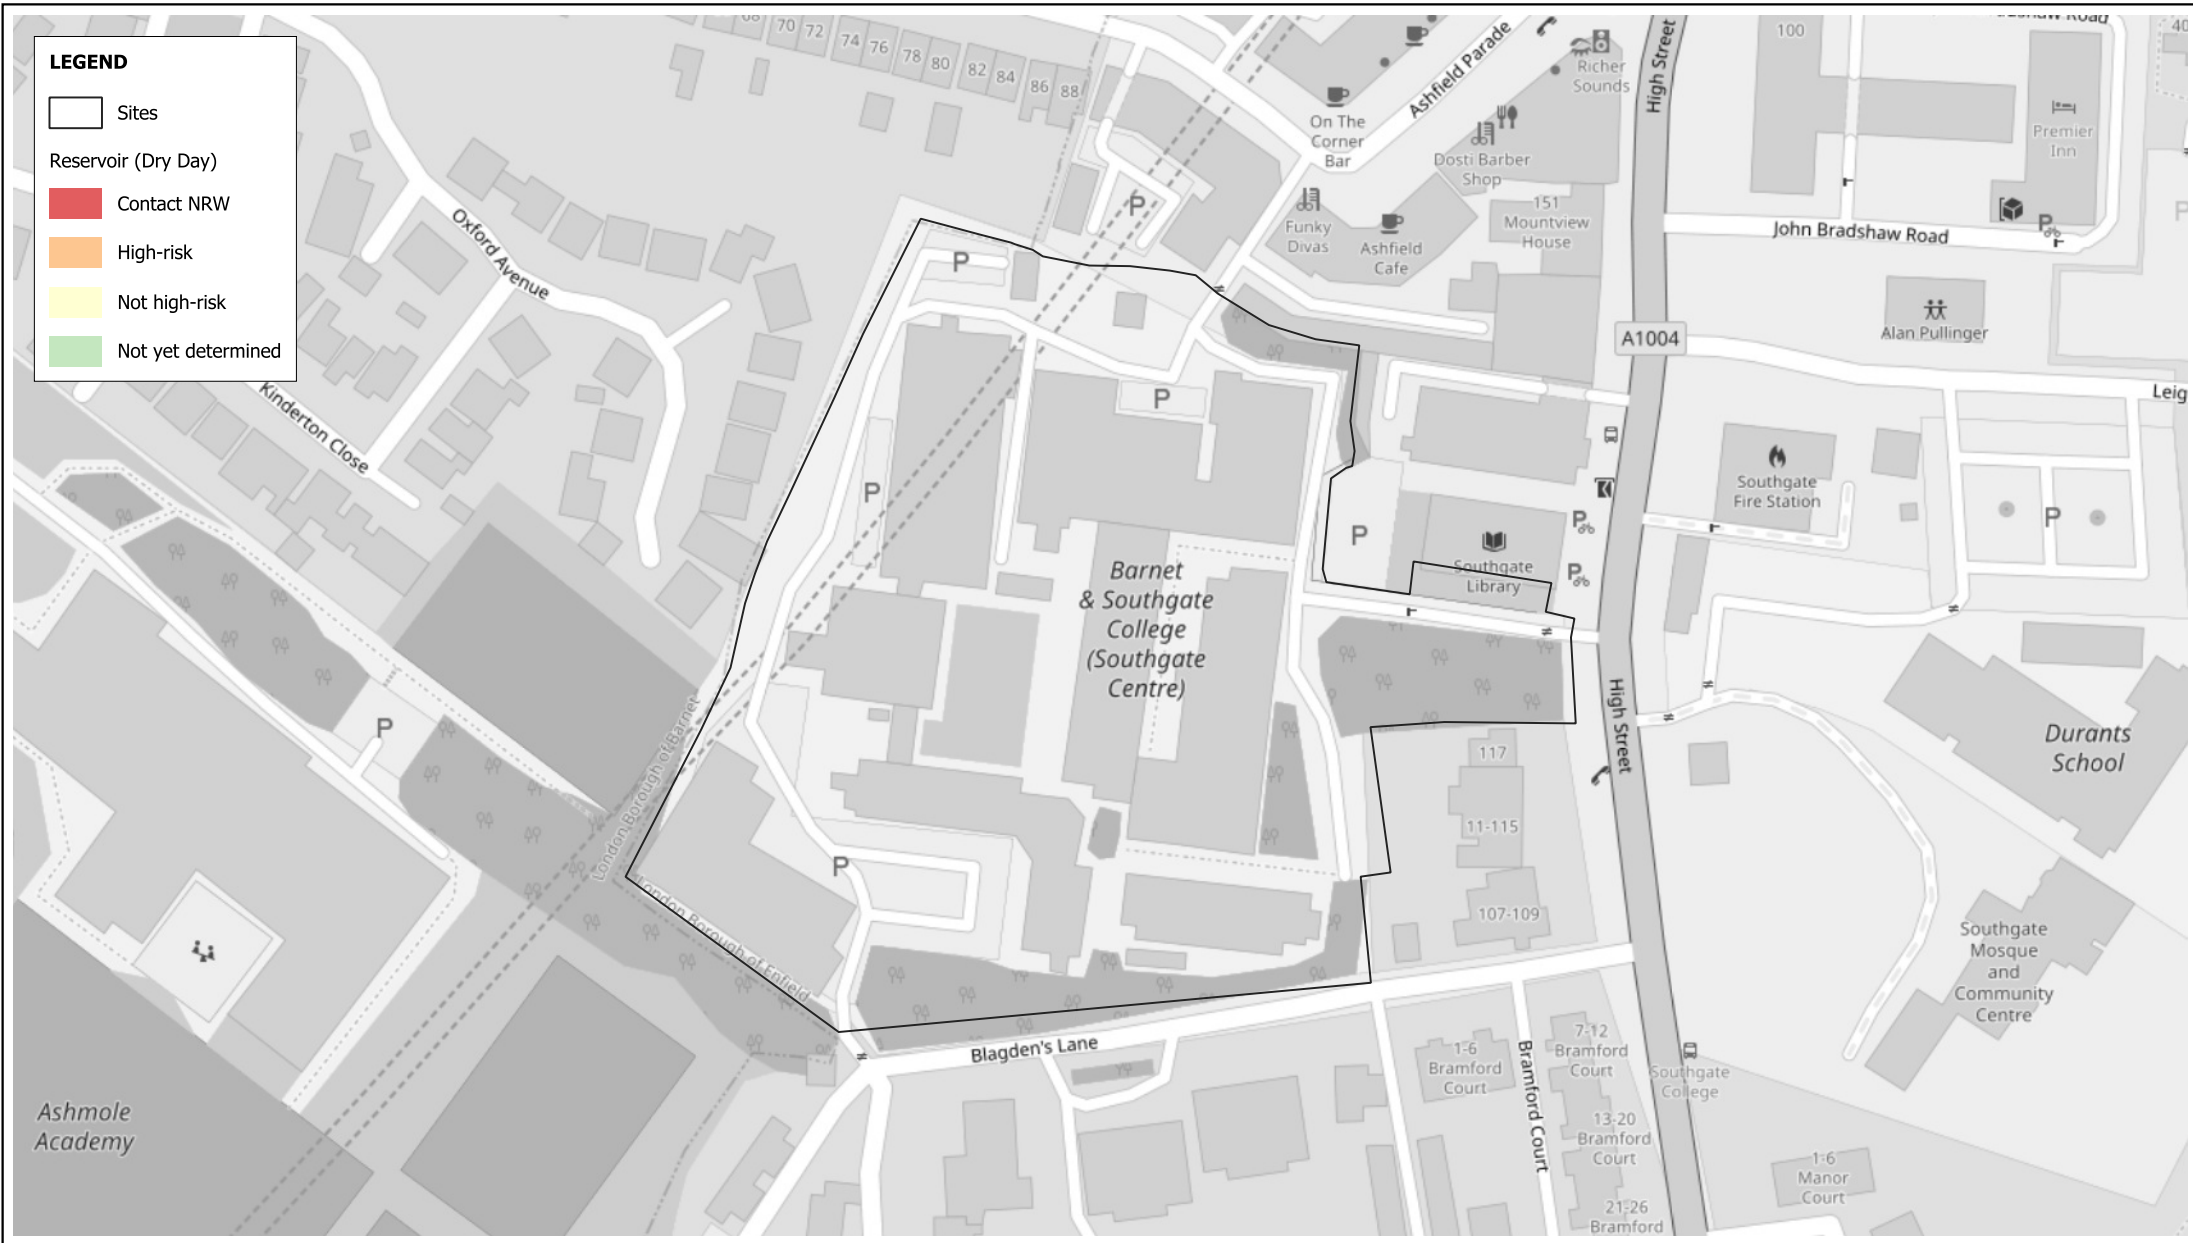 LEGEND
Sites
Reservoir (Dry Day)
Contact NRW
High-risk
Not high-risk
Not yet determined
70
72
74
76
78
80
82
84
86
88
Ashfield Parade
High Street
Richer
Sounds
On The
Corner
Bar
Dosti Barber
Shop
100
Premier
Inn
P
Funky
Divas
Ashfield
Cafe
151
Mountview
House
John Bradshaw Road
P
Oxford Avenue
P
A1004
Alan Pullinger
Kinderton Close
P
Leig
P
P
Southgate
Library
P
P
P
Southgate
Fire Station
P
Barnet
& Southgate
College
(Southgate
Centre)
P
London Borough of Barnet
High Street
117
Durants
School
11-115
P
London Borough of Enfield
107-109
Southgate
Mosque
and
Community
Centre
Blagden's Lane
1-6
Bramford
Court
Bramford Court
7-12
Bramford
Court
Southgate
College
Ashmole
Academy
13-20
Bramford
Court
1-6
Manor
Court
21-26
Bramford